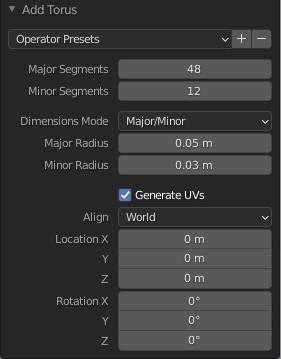 Add Torus
Operator Presets
Major Segments 48
Minor Segments 12
Dimensions Mode Major/Minor
Major Radius 0.05 m
Minor Radius 0.03 m
Generate UVs
Align World
Location X 0 m
Y 0 m
Z 0 m
Rotation X 0°
Y 0°
Z 0°